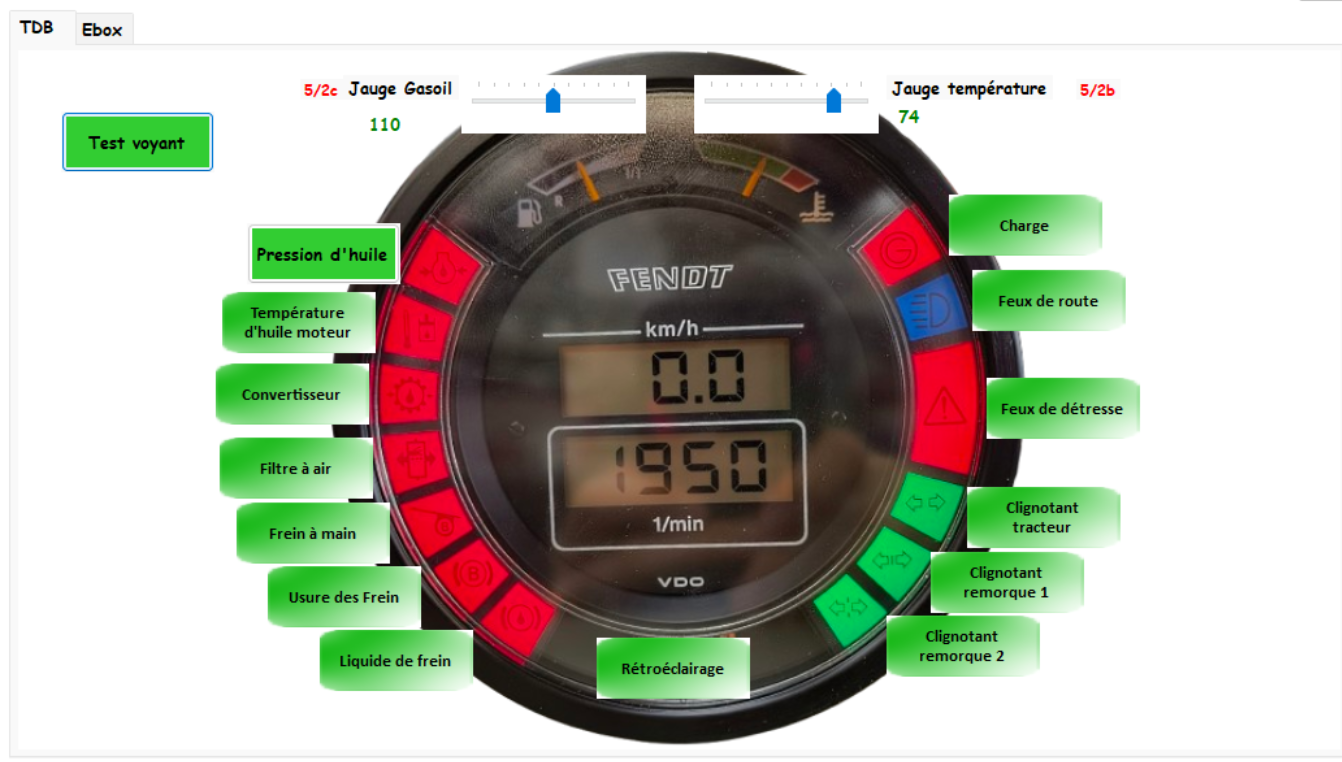 TDB
Ebox
5/2c Jauge Gasoil
110
Jauge température 5/2b
74
Test voyant
Pression d'huile
Température
d'huile moteur
Convertisseur
Filtre à air
Frein à main
Usure des Frein
Liquide de frein
R
1/1
FENDT
km/h
0.0
1950
1/min
VDO
Rétroéclairage
Charge
Feux de route
Feux de détresse
Clignotant
tracteur
Clignotant
remorque 1
Clignotant
remorque 2